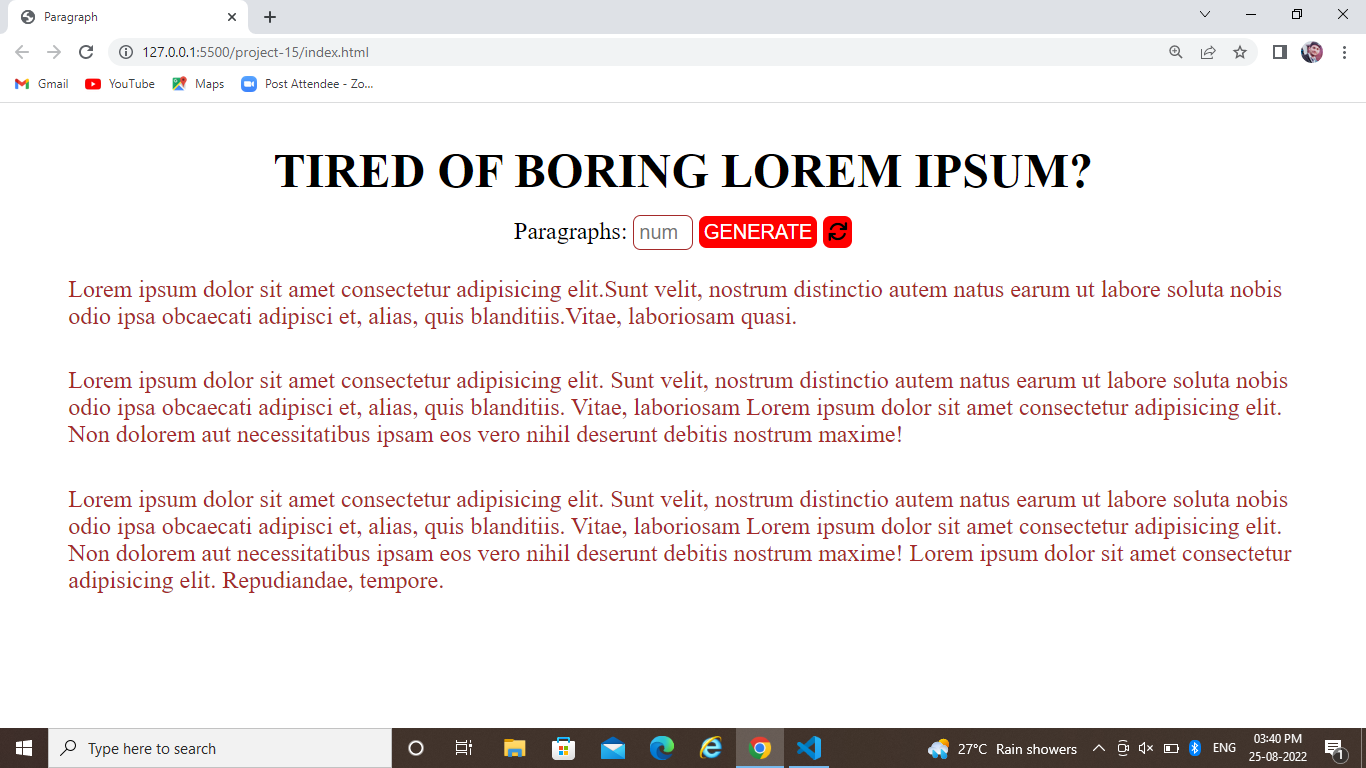 Paragraph
127.0.0.1:5500/project-15/index.html
Gmail YouTube Maps Post Attendee - Zo...
TIRED OF BORING LOREM IPSUM?
Paragraphs: num GENERATE
Lorem ipsum dolor sit amet consectetur adipisicing elit.Sunt velit, nostrum distinctio autem natus earum ut labore soluta nobis
odio ipsa obcaecati adipisci et, alias, quis blanditiis.Vitae, laboriosam quasi.
Lorem ipsum dolor sit amet consectetur adipisicing elit. Sunt velit, nostrum distinctio autem natus earum ut labore soluta nobis
odio ipsa obcaecati adipisci et, alias, quis blanditiis. Vitae, laboriosam Lorem ipsum dolor sit amet consectetur adipisicing elit.
Non dolorem aut necessitatibus ipsam eos vero nihil deserunt debitis nostrum maxime!
Lorem ipsum dolor sit amet consectetur adipisicing elit. Sunt velit, nostrum distinctio autem natus earum ut labore soluta nobis
odio ipsa obcaecati adipisci et, alias, quis blanditiis. Vitae, laboriosam Lorem ipsum dolor sit amet consectetur adipisicing elit.
Non dolorem aut necessitatibus ipsam eos vero nihil deserunt debitis nostrum maxime! Lorem ipsum dolor sit amet consectetur
adipisicing elit. Repudiandae, tempore.
Type here to search
27°C Rain showers
ENG
03:40 PM
25-08-2022
1